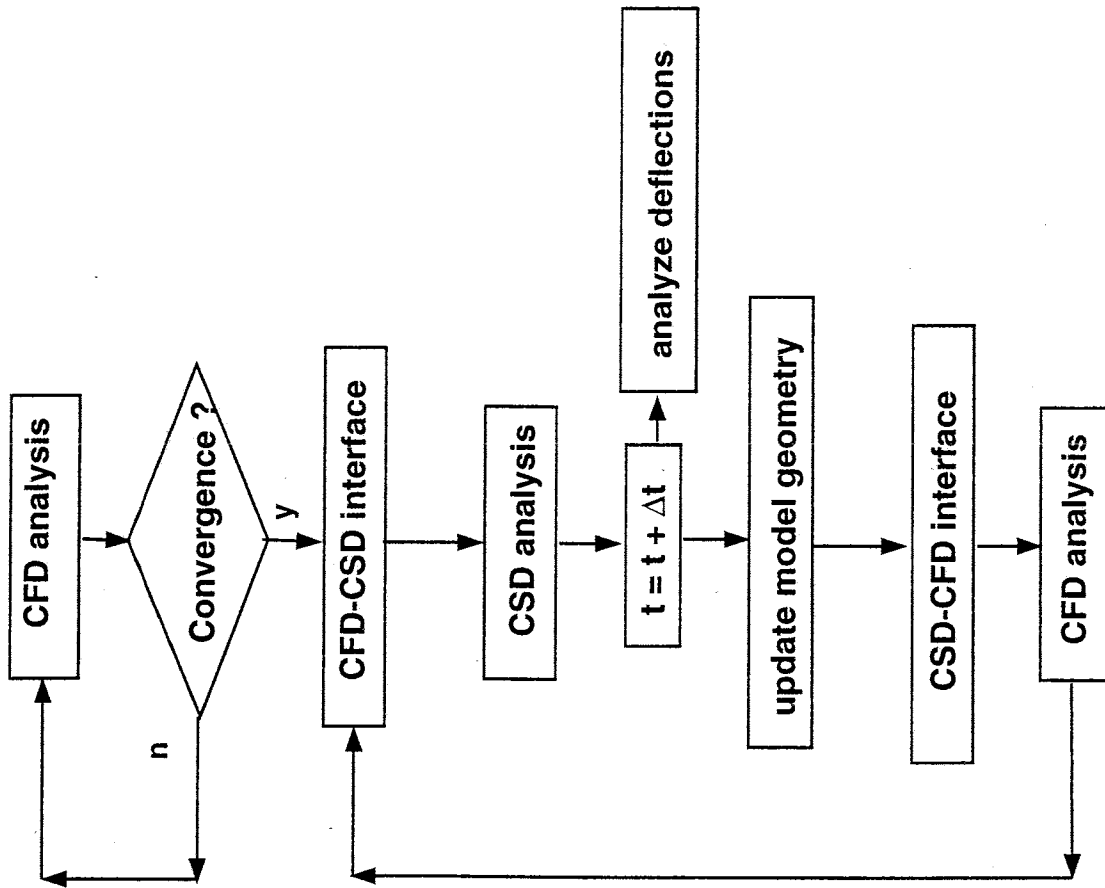 CFD analysis
Convergence ?
n
y
CFD-CSD interface
CSD analysis
t = t + Δt
analyze deflections
update model geometry
CSD-CFD interface
CFD analysis